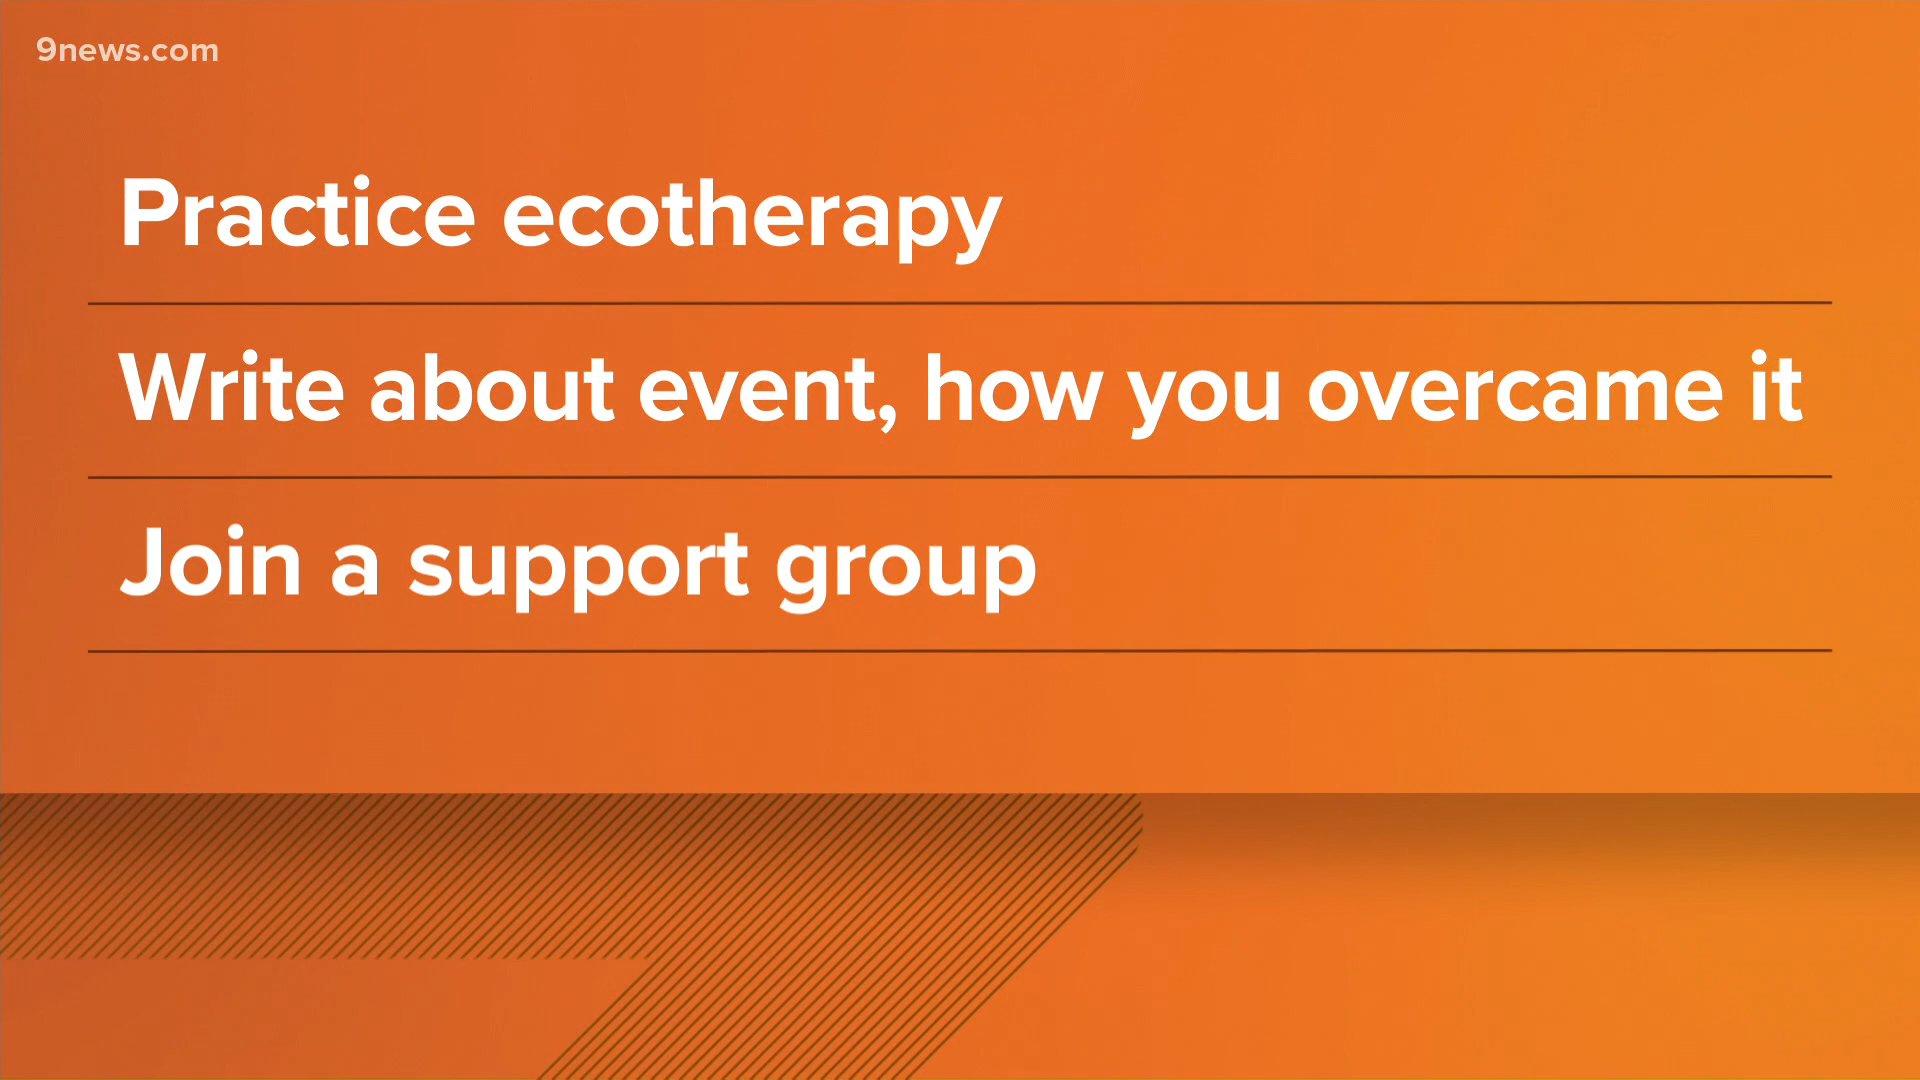 9news.com
Practice ecotherapy
Write about event, how you overcame it
Join a support group